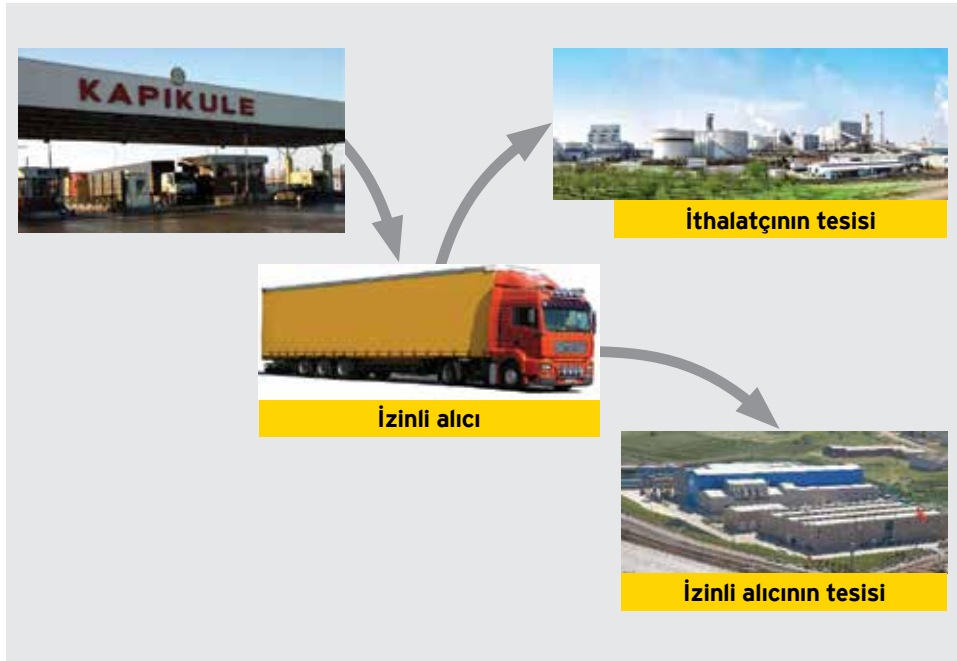 KAPIKULE
İthalatçının tesisi
İzinli alıcı
İzinli alıcının tesisi